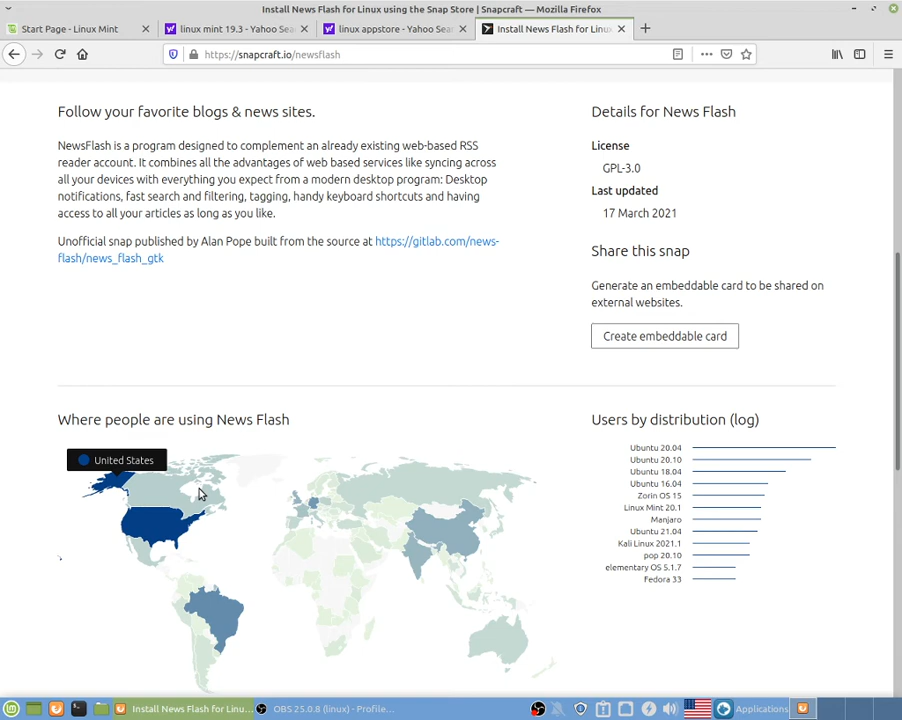 Install News Flash for Linux using the Snap Store | Snapcraft — Mozilla Firefox
Start Page - Linux Mint
linux mint 19.3 - Yahoo Sea
linux appstore - Yahoo Sear
Install News Flash for Linu
https://snapcraft.io/newsflash
Follow your favorite blogs & news sites.
NewsFlash is a program designed to complement an already existing web-based RSS
reader account. It combines all the advantages of web based services like syncing across
all your devices with everything you expect from a modern desktop program: Desktop
notifications, fast search and filtering, tagging, handy keyboard shortcuts and having
access to all your articles as long as you like.
Unofficial snap published by Alan Pope built from the source at https://gitlab.com/news-
flash/news_flash_gtk
Details for News Flash
License
GPL-3.0
Last updated
17 March 2021
Share this snap
Generate an embeddable card to be shared on
external websites.
Create embeddable card
Where people are using News Flash
United States
Users by distribution (log)
Ubuntu 20.04
Ubuntu 20.10
Ubuntu 18.04
Ubuntu 16.04
Zorin OS 15
Linux Mint 20.1
Manjaro
Ubuntu 21.04
Kali Linux 2021.1
pop 20.10
elementary OS 5.1.7
Fedora 33
Install News Flash for Linu...
OBS 25.0.8 (linux) - Profile...
Applications